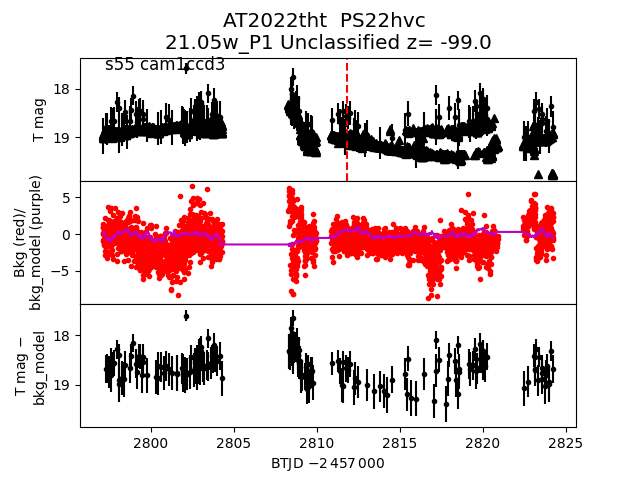 AT2022tht  PS22hvc
21.05w_P1 Unclassified z= -99.0
s55 cam1ccd3
T mag
18
19
Bkg (red)/
bkg_model (purple)
5
0
−5
T mag −
bkg_model
18
19
2800 2805 2810 2815 2820 2825
BTJD −2 457 000